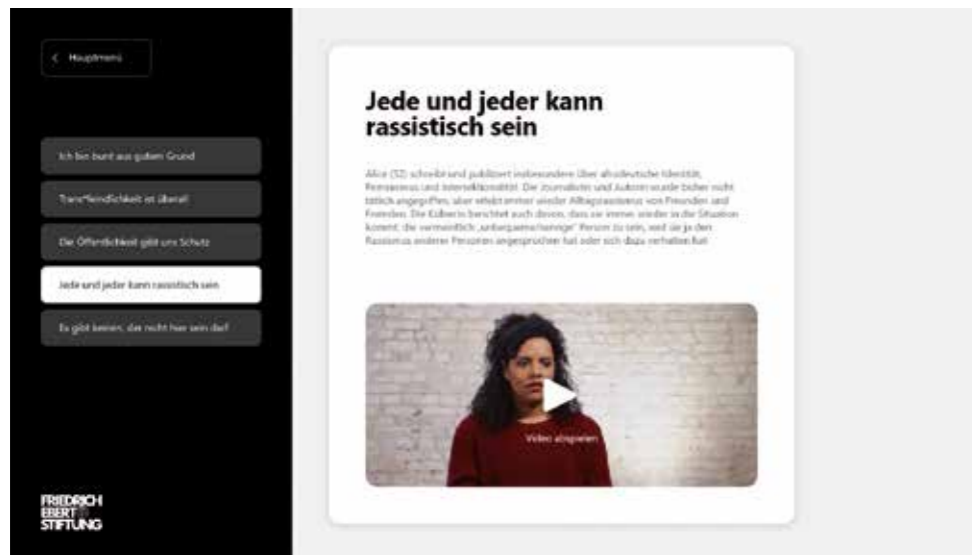 Hauptmenü
Ich bin bunt aus gutem Grund
Trans*feindlichkeit ist überall
Die Öffentlichkeit gibt uns Schutz
Jede und jeder kann rassistisch sein
Es gibt keinen, der nicht hier sein darf
FRIEDRICH
EBERT
STIFTUNG
Jede und jeder kann
rassistisch sein
Alice (52) schreibt und publiziert insbesondere über afrodeutsche Identität,
Feminismus und Intersektionalität. Die Journalistin und Autorin wurde bisher nicht
tätlich angegriffen, aber erlebt immer wieder Alltagsrassismus von Freunden und
Fremden. Die Kölnerin berichtet auch davon, dass sie immer wieder in die Situation
kommt, die vermeintlich „unbequeme/nervige" Person zu sein, weil sie ja den
Rassismus anderer Personen angesprochen hat oder sich dazu verhalten hat
Video abspielen